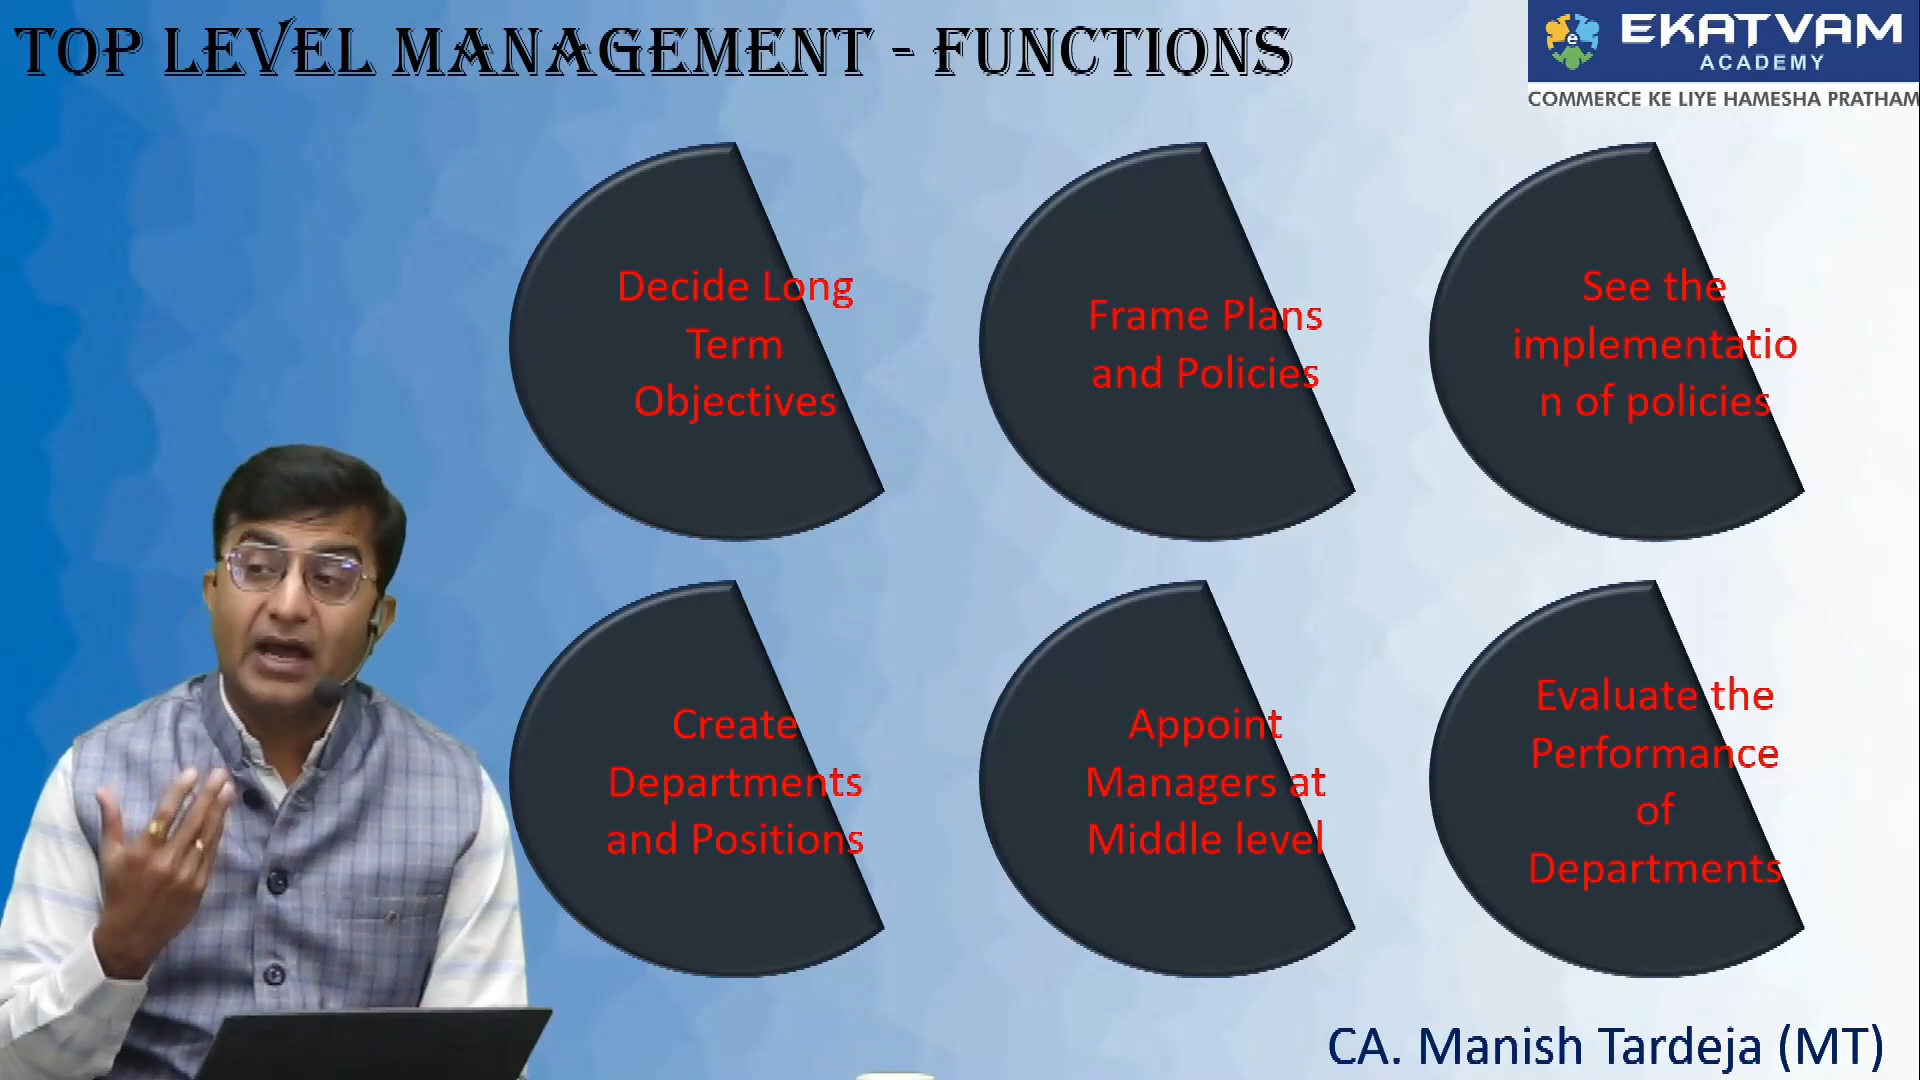 TOP LEVEL MANAGEMENT - FUNCTIONS
e
EKATVAM
ACADEMY
COMMERCE KE LIYE HAMESHA PRATHAM
Decide Long
Term
Objectives
Frame Plans
and Policies
See the
implementatio
n of policies
Create
Departments
and Positions
Appoint
Managers at
Middle level
Evaluate the
Performance
of
Departments
CA. Manish Tardeja (MT)